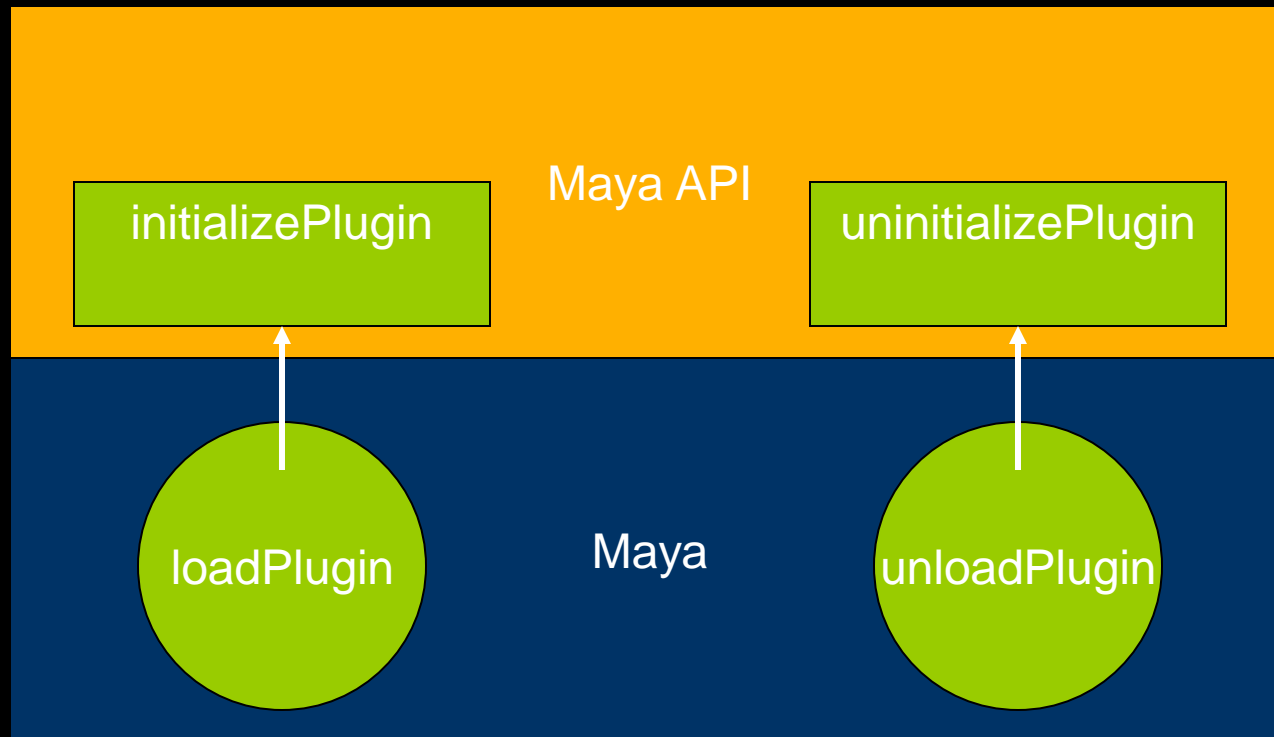 Maya API
initializePlugin
uninitializePlugin
Maya
loadPlugin
unloadPlugin